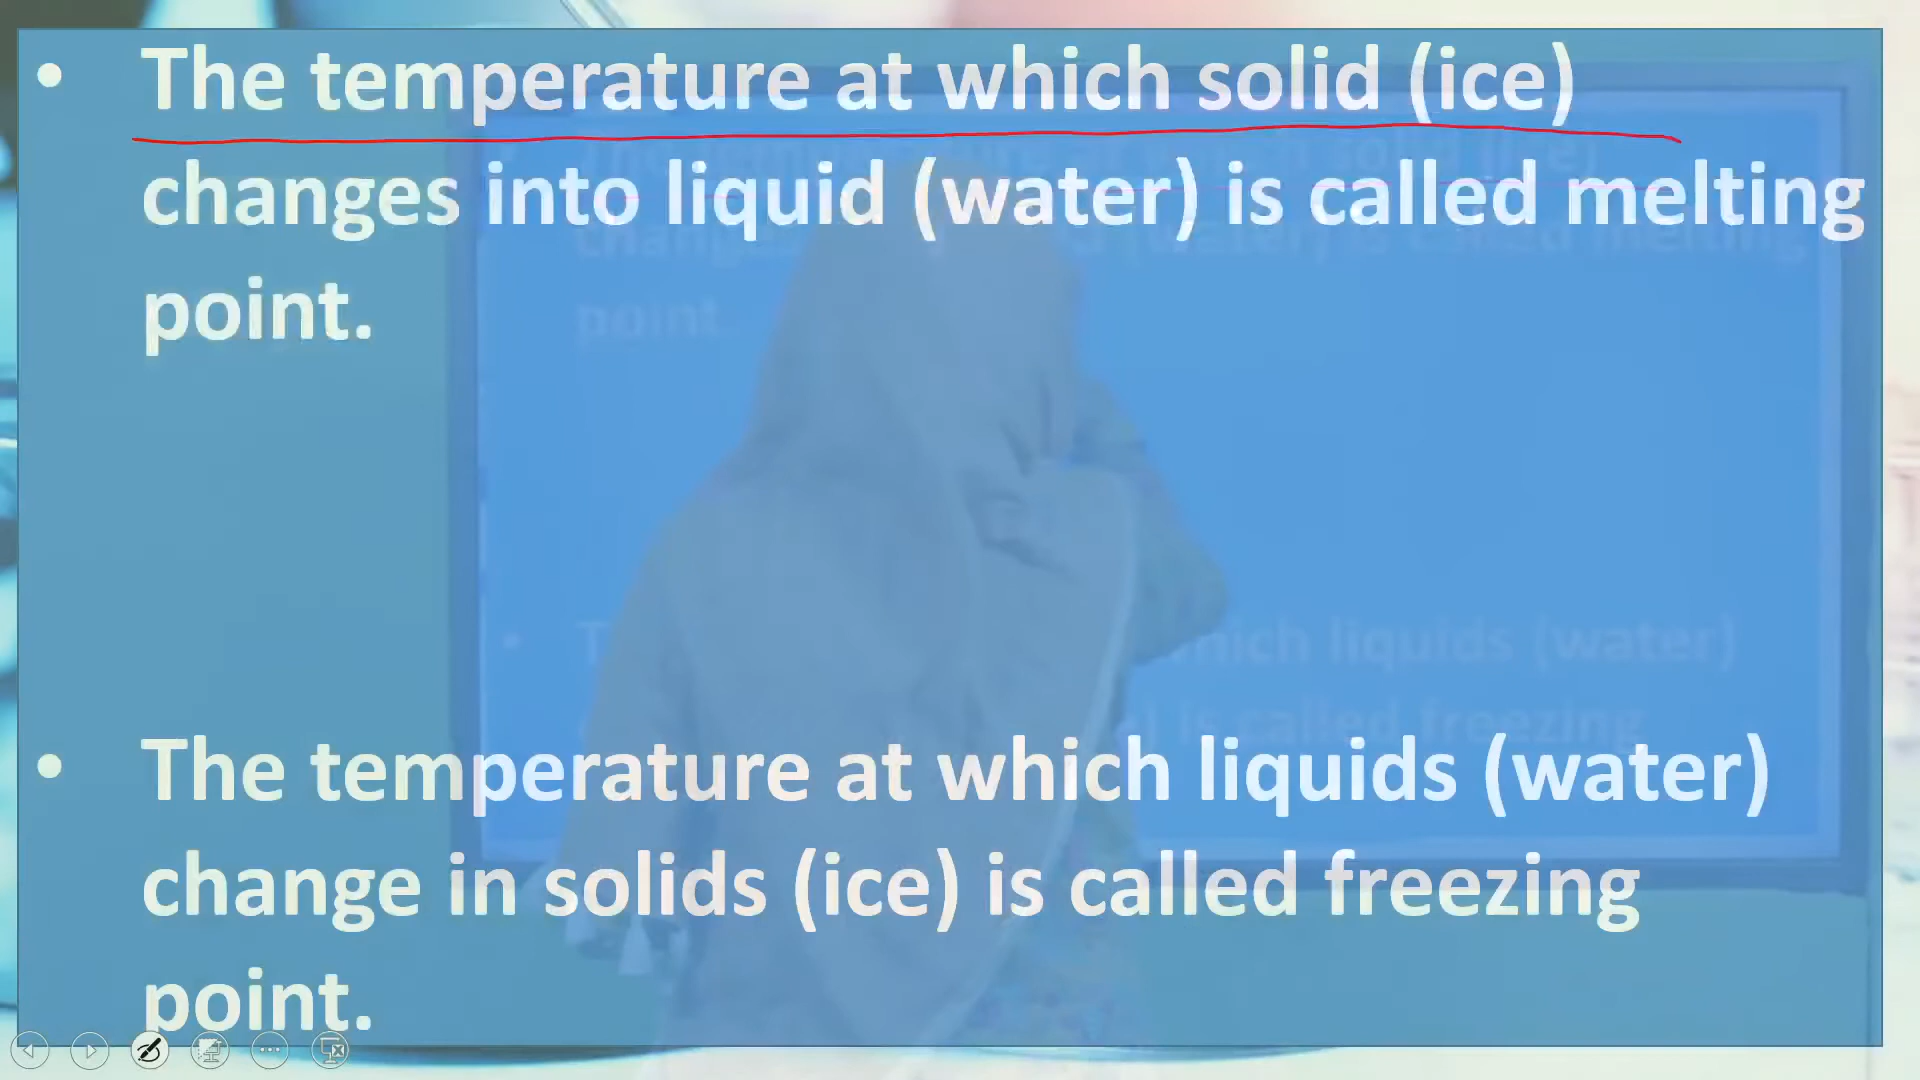 • The temperature at which solid (ice)
changes into liquid (water) is called melting
point.
• The temperature at which liquids (water)
change in solids (ice) is called freezing
point.